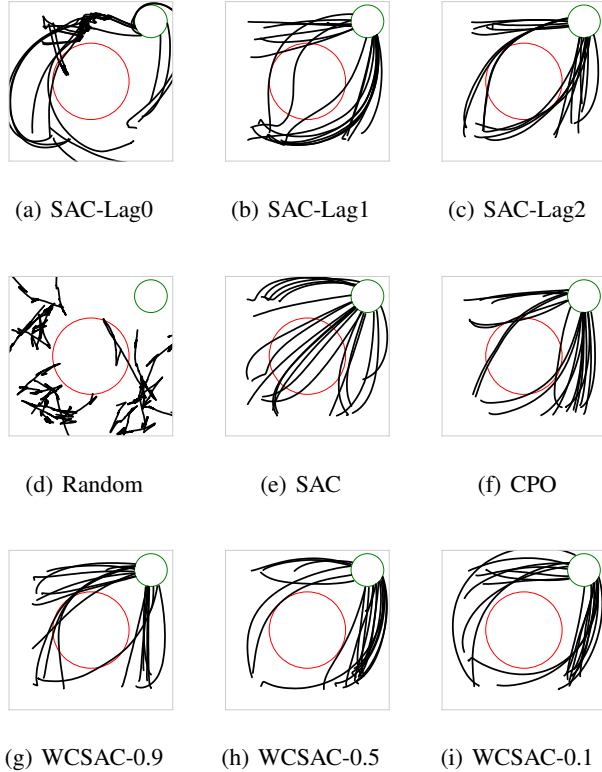 (a) SAC-Lag0 (b) SAC-Lag1 (c) SAC-Lag2
(d) Random (e) SAC (f) CPO
(g) WCSAC-0.9 (h) WCSAC-0.5 (i) WCSAC-0.1